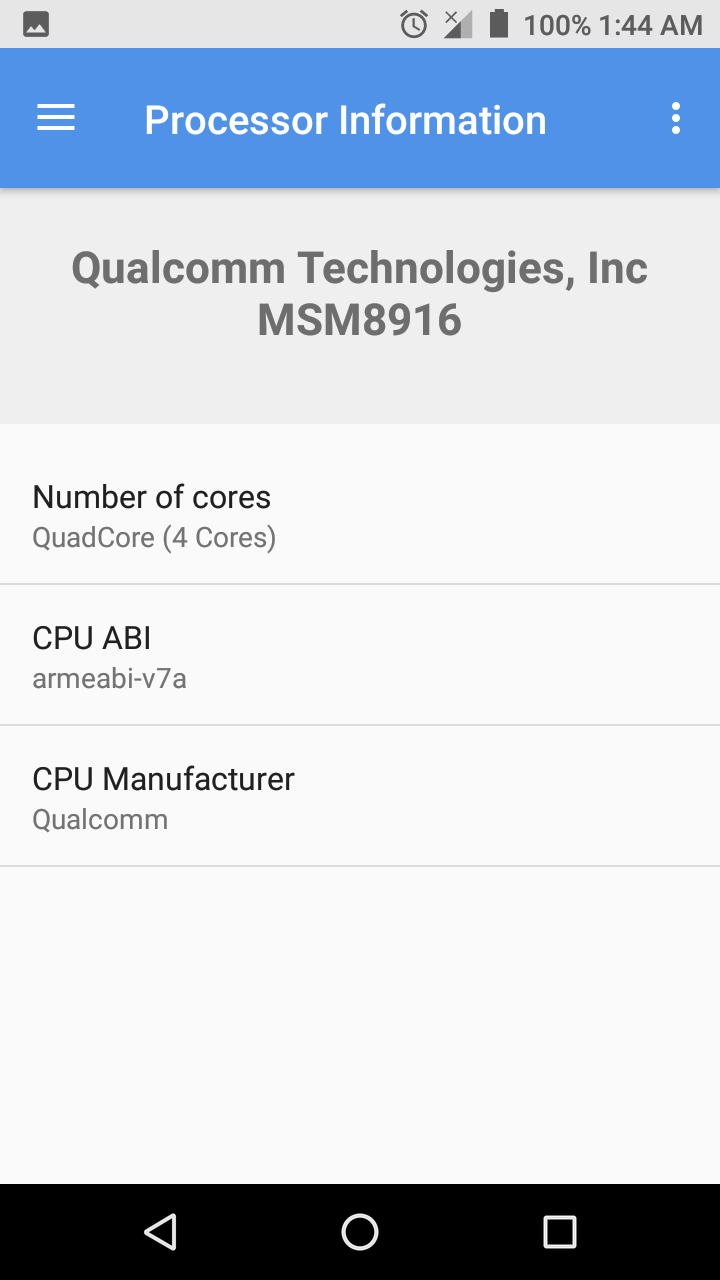 100% 1:44 AM
Processor Information
Qualcomm Technologies, Inc
MSM8916
Number of cores
QuadCore (4 Cores)
CPU ABI
armeabi-v7a
CPU Manufacturer
Qualcomm